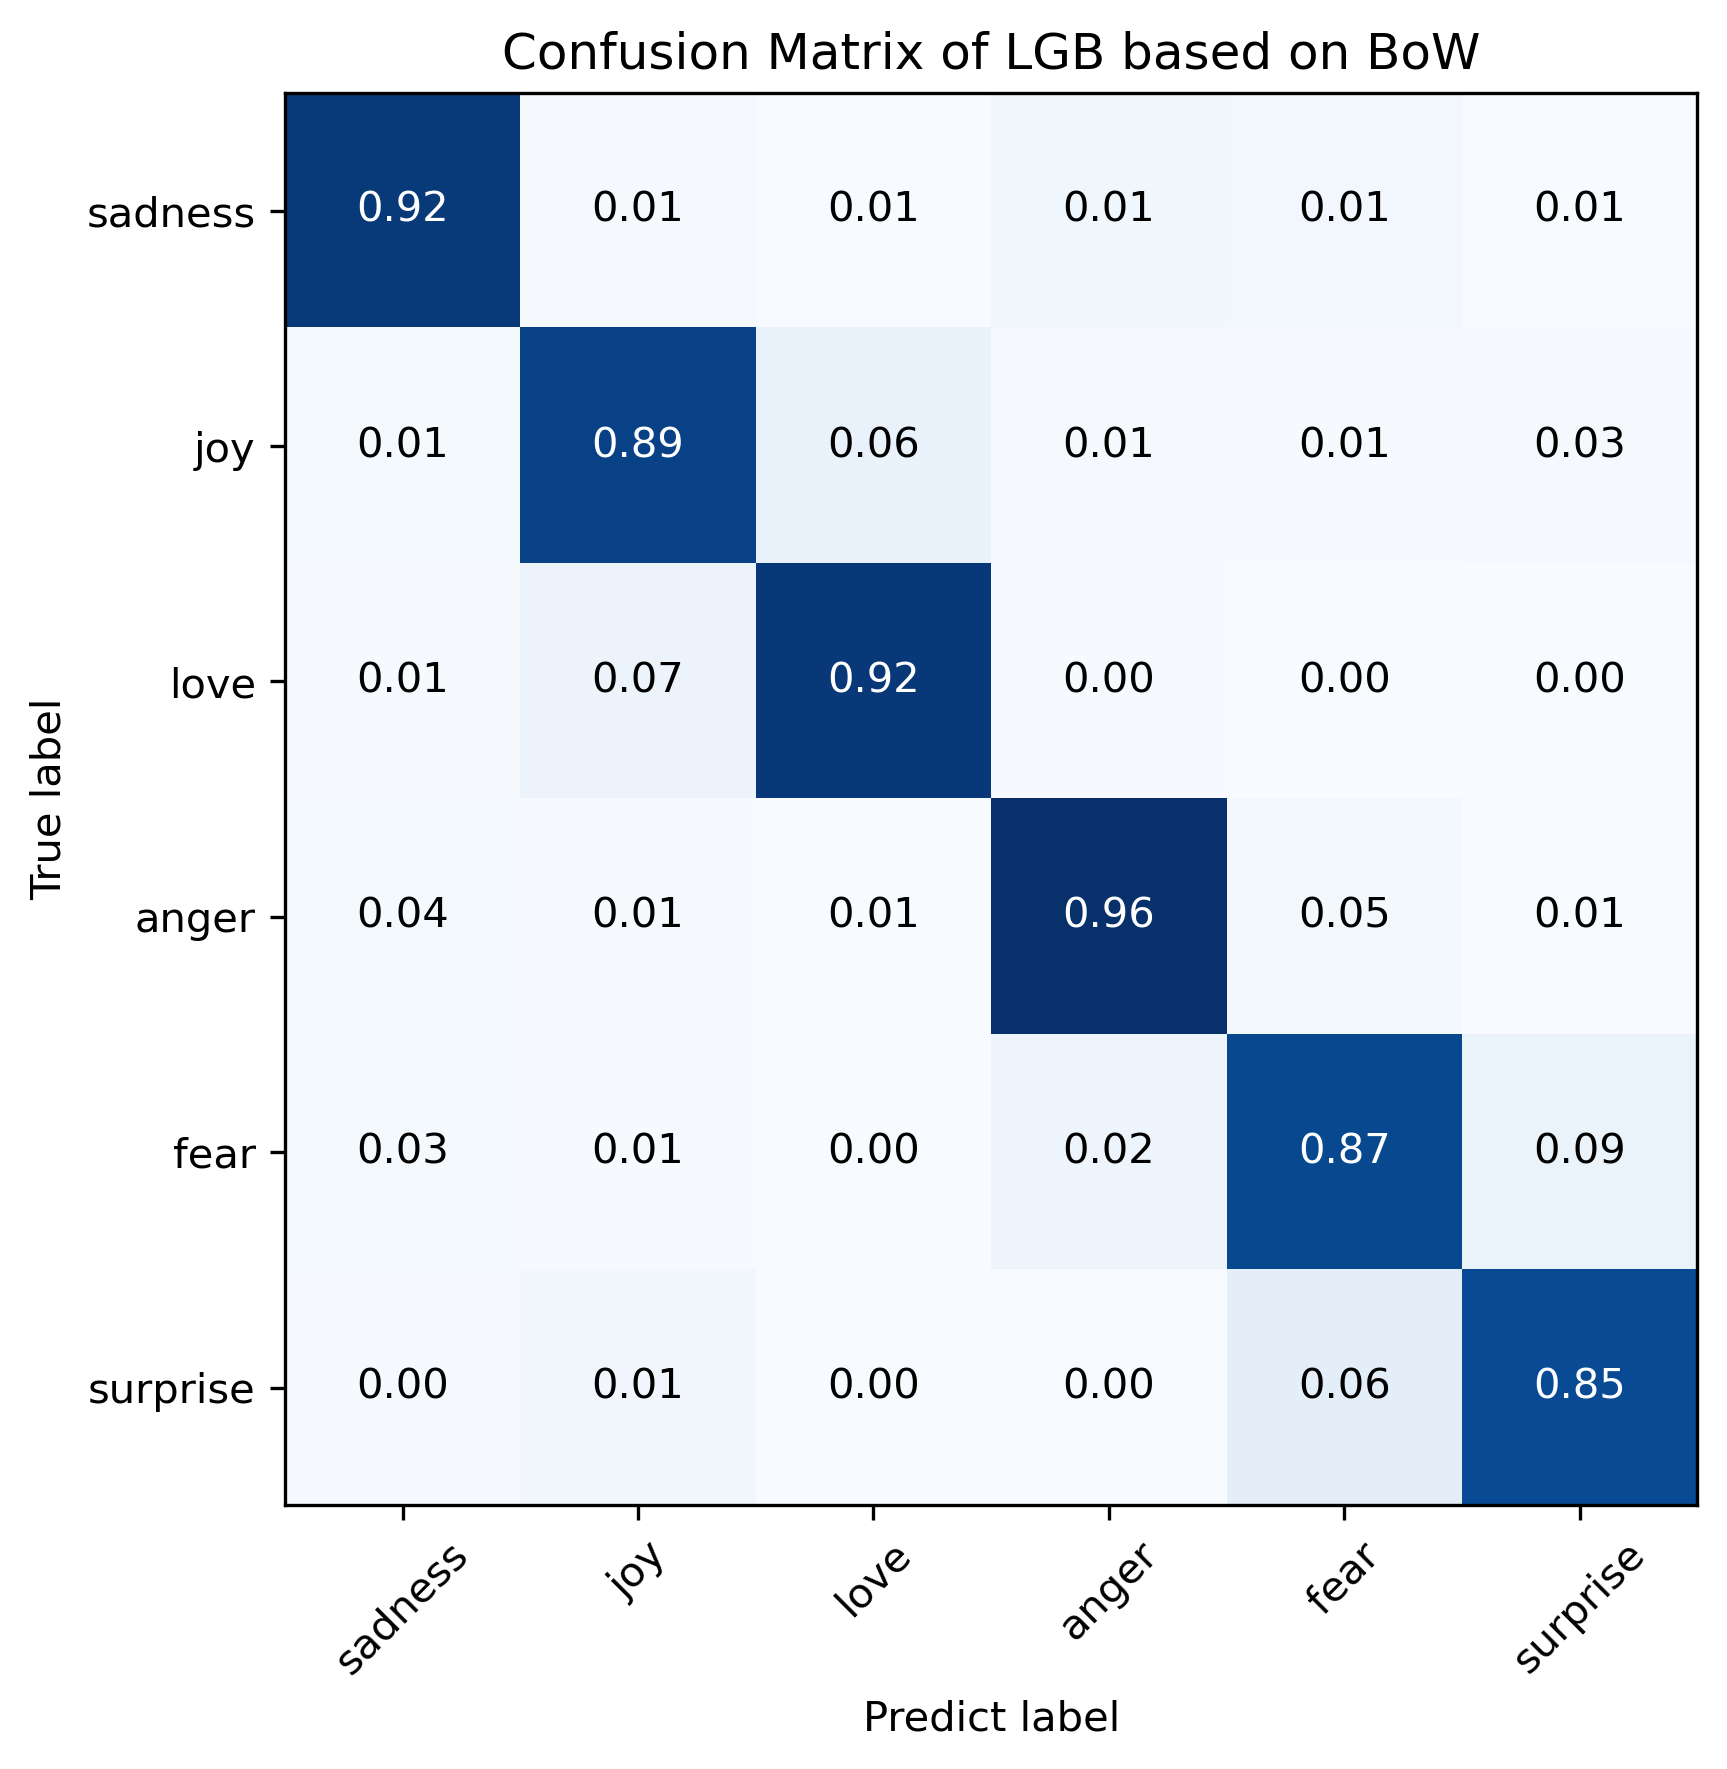 Confusion Matrix of LGB based on BoW
sadness 0.92 0.01 0.01 0.01 0.01 0.01
joy 0.01 0.89 0.06 0.01 0.01 0.03
love 0.01 0.07 0.92 0.00 0.00 0.00
True label
anger 0.04 0.01 0.01 0.96 0.05 0.01
fear 0.03 0.01 0.00 0.02 0.87 0.09
surprise 0.00 0.01 0.00 0.00 0.06 0.85
sadness joy love anger fear surprise
Predict label